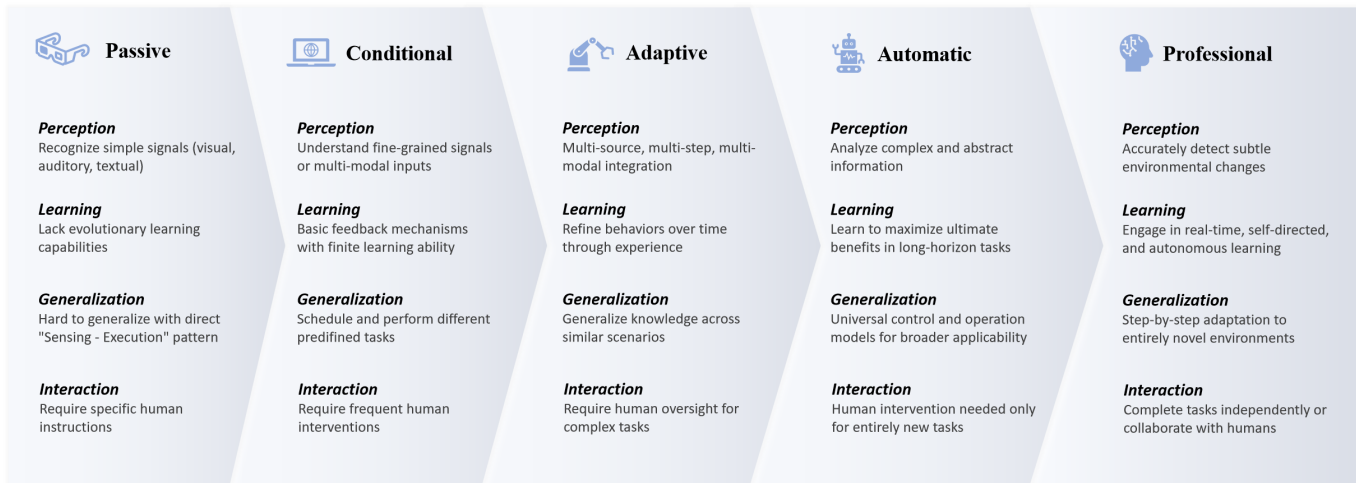 Passive
Perception
Recognize simple signals (visual,
auditory, textual)
Learning
Lack evolutionary learning
capabilities
Generalization
Hard to generalize with direct
"Sensing - Execution" pattern
Interaction
Require specific human
instructions
Conditional
Perception
Understand fine-grained signals
or multi-modal inputs
Learning
Basic feedback mechanisms
with finite learning ability
Generalization
Schedule and perform different
predifined tasks
Interaction
Require frequent human
interventions
Adaptive
Perception
Multi-source, multi-step, multi-
modal integration
Learning
Refine behaviors over time
through experience
Generalization
Generalize knowledge across
similar scenarios
Interaction
Require human oversight for
complex tasks
Automatic
Perception
Analyze complex and abstract
information
Learning
Learn to maximize ultimate
benefits in long-horizon tasks
Generalization
Universal control and operation
models for broader applicability
Interaction
Human intervention needed only
for entirely new tasks
Professional
Perception
Accurately detect subtle
environmental changes
Learning
Engage in real-time, self-directed,
and autonomous learning
Generalization
Step-by-step adaptation to
entirely novel environments
Interaction
Complete tasks independently or
collaborate with humans